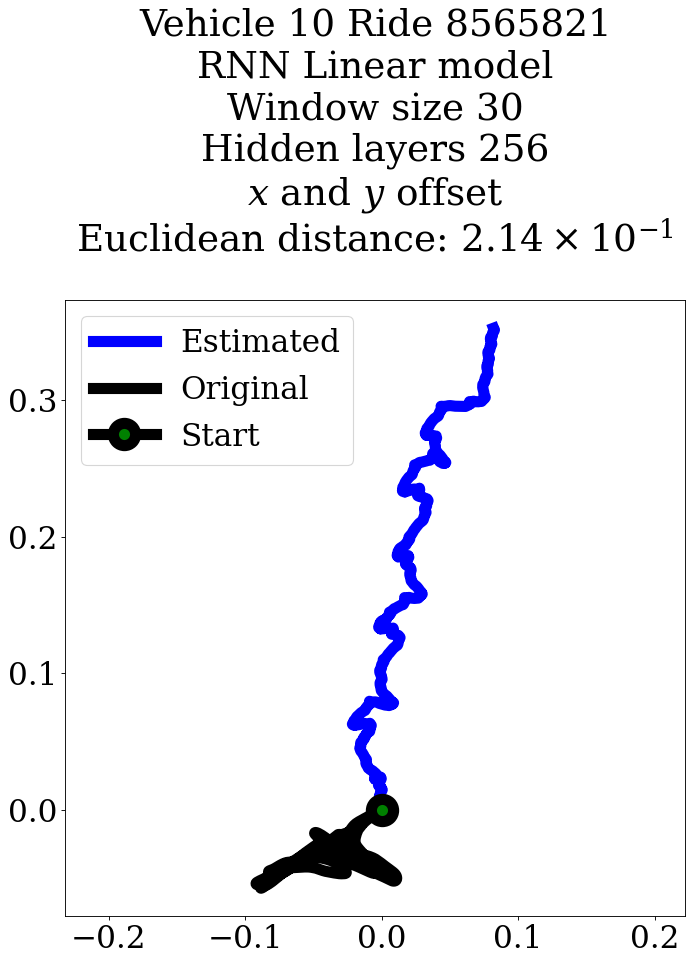 Vehicle 10 Ride 8565821
RNN Linear model
Window size 30
Hidden layers 256
x and y offset
Euclidean distance: 2.14 × 10⁻¹
Estimated
Original
Start
0.3
0.2
0.1
0.0
−0.2 −0.1 0.0 0.1 0.2